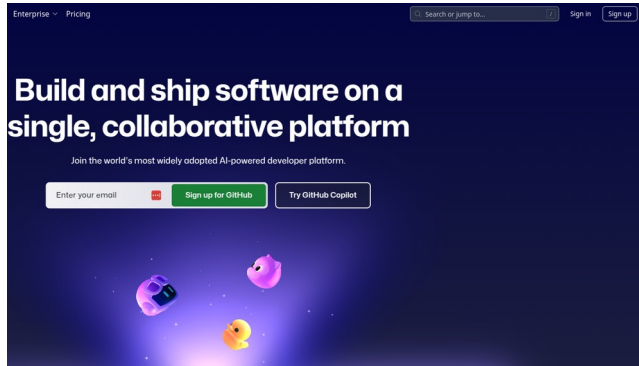 Enterprise Pricing Search or jump to... / Sign in Sign up
Build and ship software on a
single, collaborative platform
Join the world's most widely adopted AI-powered developer platform.
Enter your email Sign up for GitHub Try GitHub Copilot